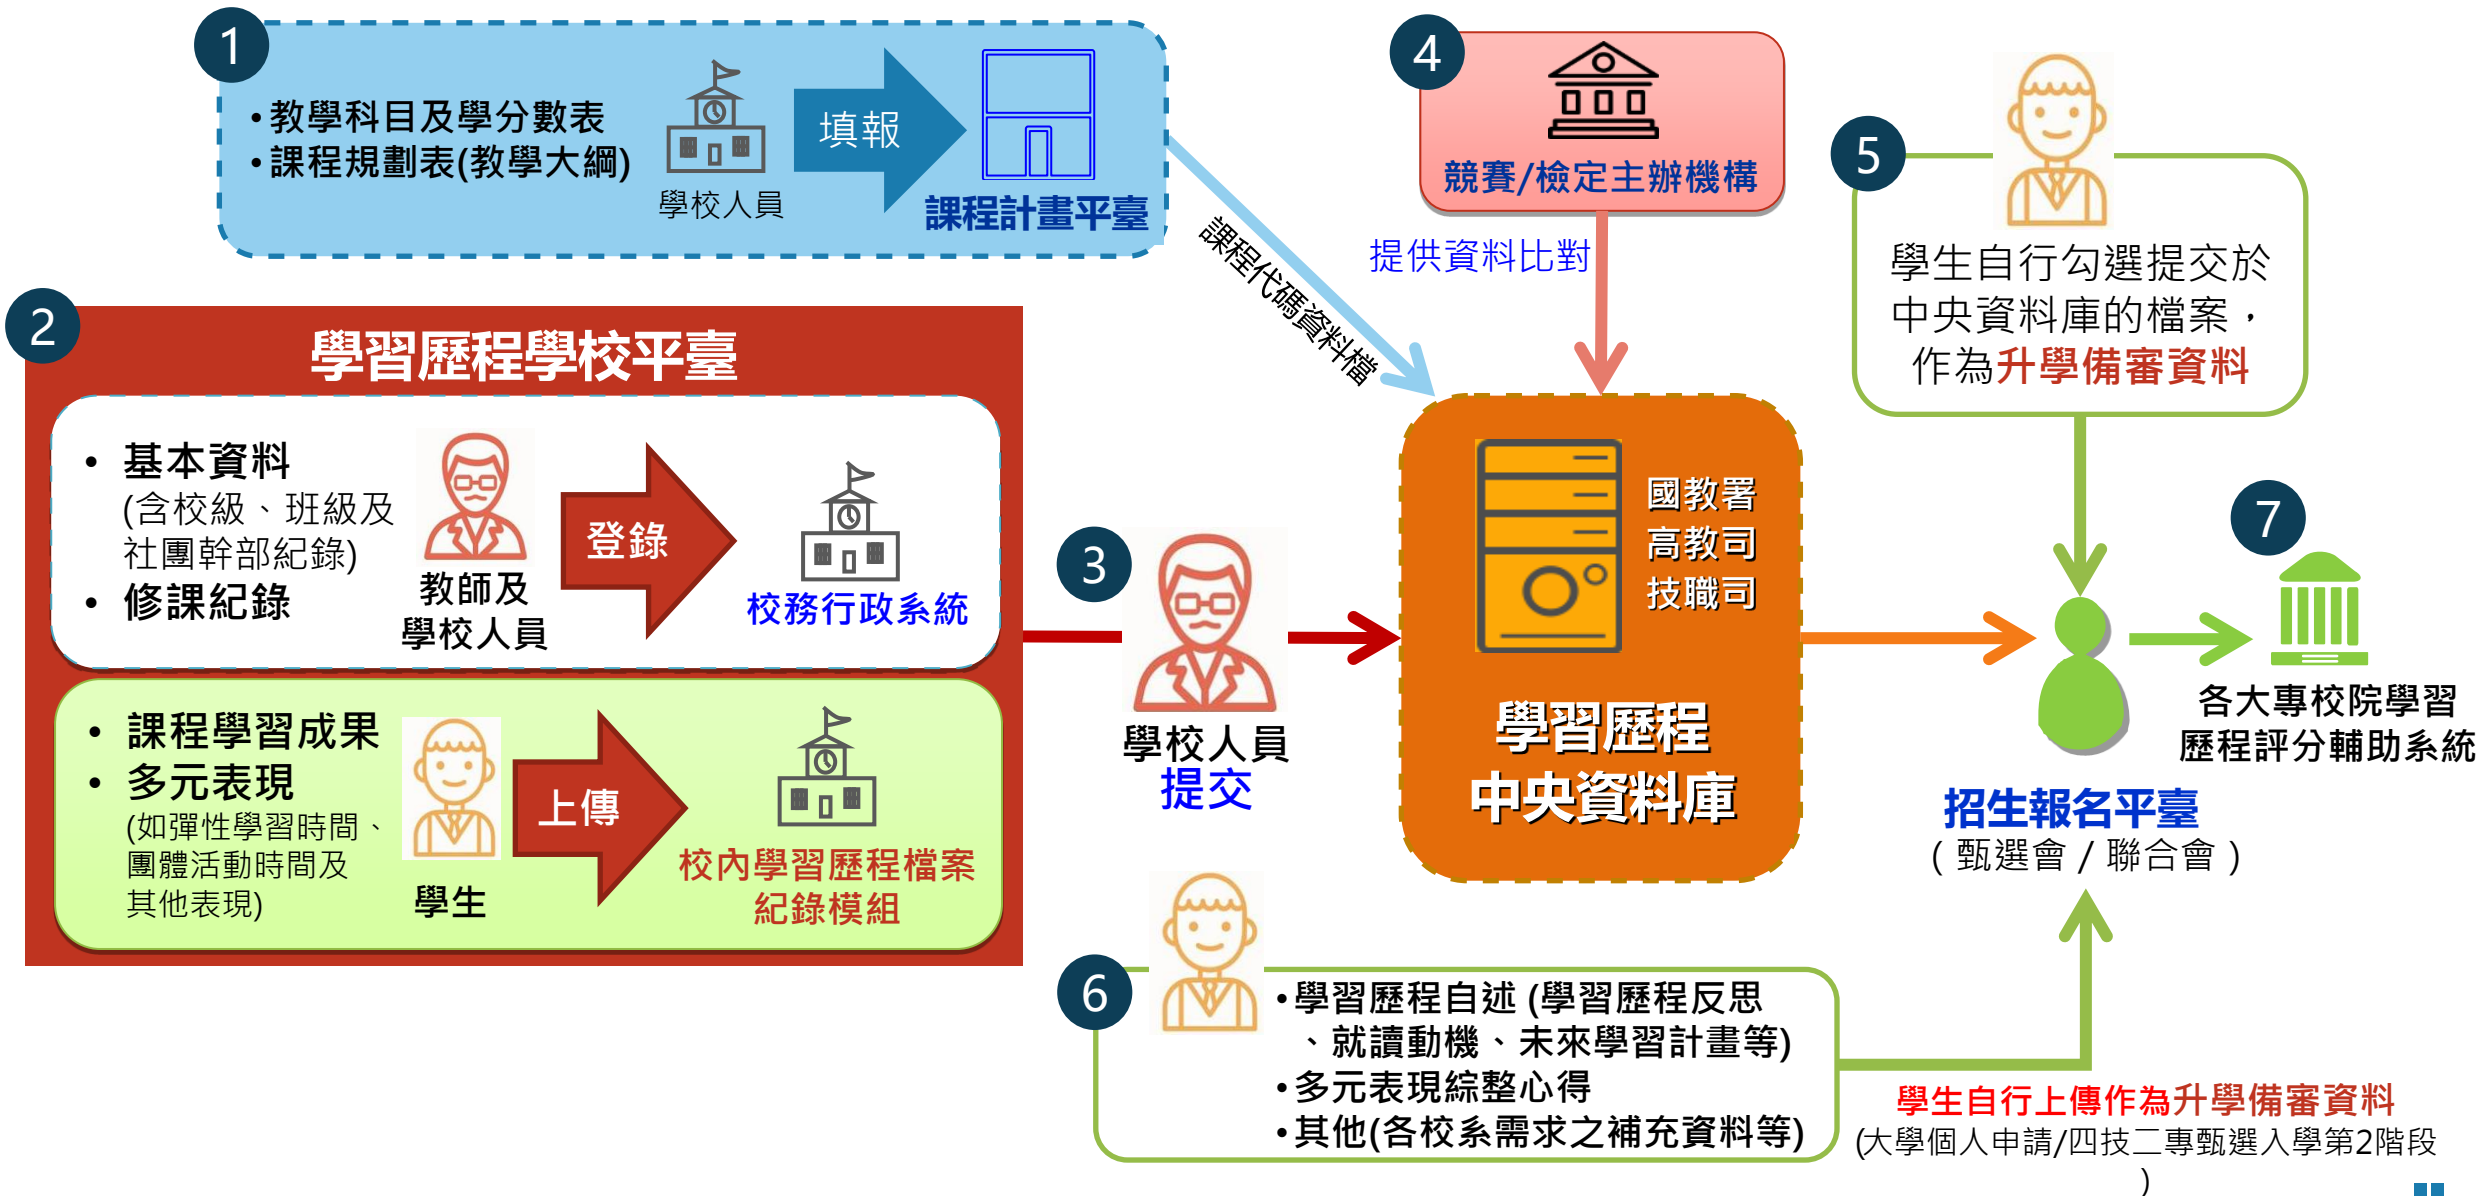 1
•教學科目及學分數表
•課程規劃表(教學大綱)
學校人員
填報
課程計畫平臺
課程代碼資料檔
2
學習歷程學校平臺
• 基本資料
(含校級、班級及
社團幹部紀錄)
• 修課紀錄
教師及
學校人員
登錄
校務行政系統
• 課程學習成果
• 多元表現
(如彈性學習時間、
團體活動時間及
其他表現)
學生
上傳
校內學習歷程檔案
紀錄模組
3
學校人員
提交
4
競賽/檢定主辦機構
提供資料比對
國教署
高教司
技職司
學習歷程
中央資料庫
5
學生自行勾選提交於
中央資料庫的檔案，
作為升學備審資料
6
•學習歷程自述 (學習歷程反思
、就讀動機、未來學習計畫等)
•多元表現綜整心得
•其他(各校系需求之補充資料等)
7
各大專校院學習
歷程評分輔助系統
招生報名平臺
( 甄選會 / 聯合會 )
學生自行上傳作為升學備審資料
(大學個人申請/四技二專甄選入學第2階段
)